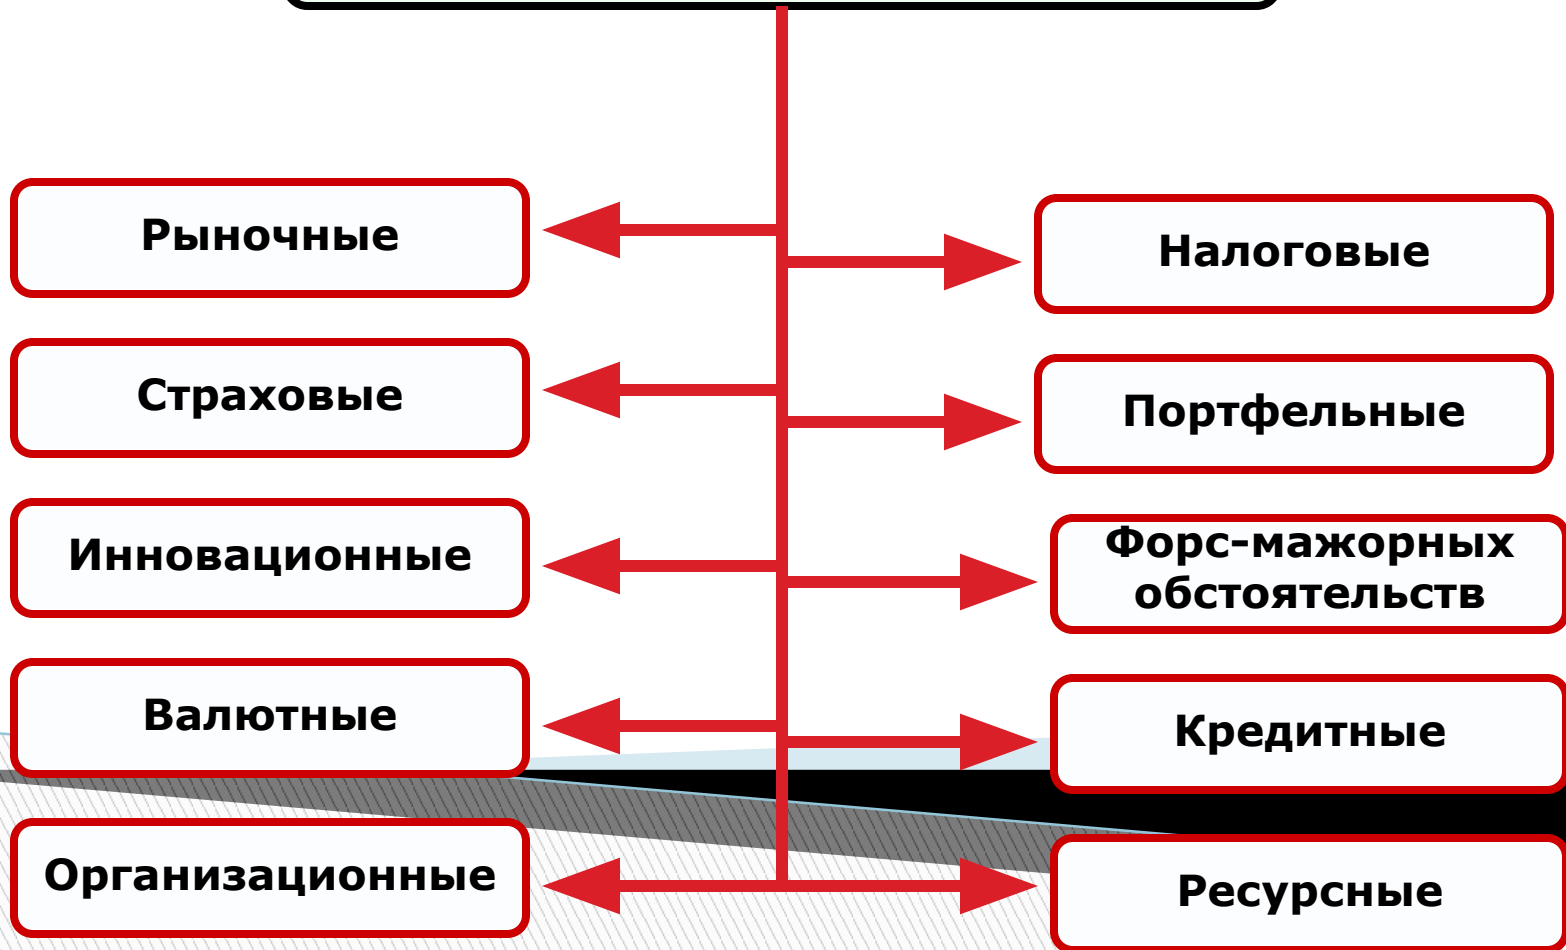 Рыночные
Налоговые
Страховые
Портфельные
Инновационные
Форс-мажорных
обстоятельств
Валютные
Кредитные
Организационные
Ресурсные